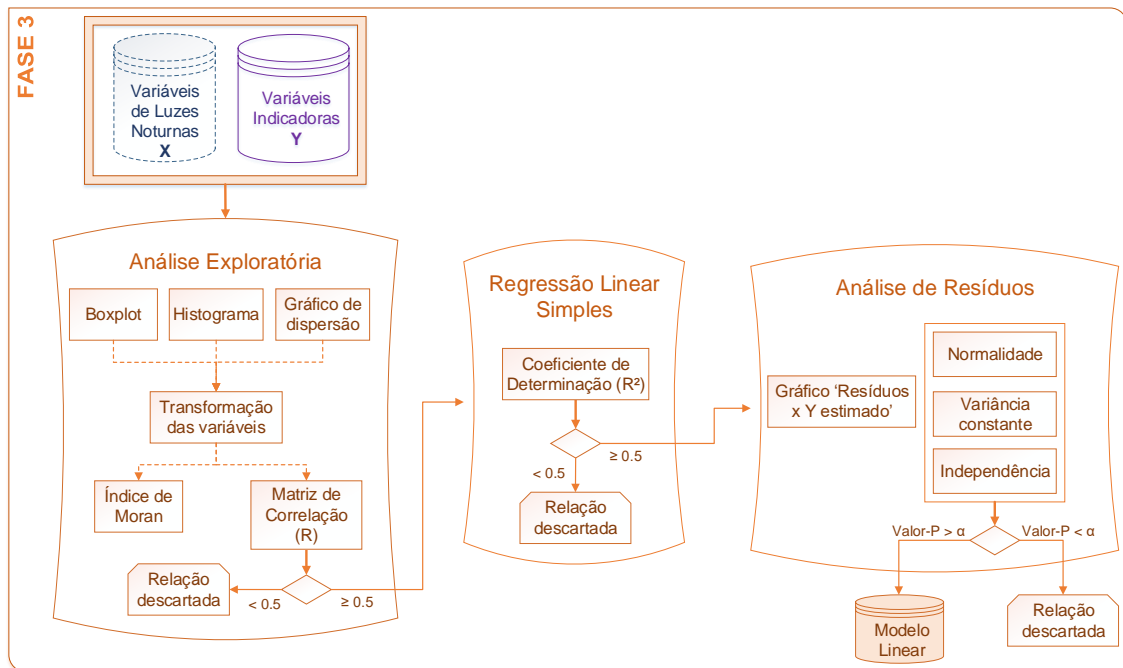 FASE 3
Variáveis
de Luzes
Noturnas
X
Variáveis
Indicadoras
Y
Análise Exploratória
Boxplot
Histograma
Gráfico de
dispersão
Transformação
das variáveis
Índice de
Moran
Matriz de
Correlação
(R)
Relação
descartada
< 0.5
≥ 0.5
Regressão Linear
Simples
Coeficiente de
Determinação (R²)
< 0.5
≥ 0.5
Relação
descartada
Análise de Resíduos
Gráfico ‘Resíduos
x Y estimado’
Normalidade
Variância
constante
Independência
Valor-P > α
Valor-P < α
Modelo
Linear
Relação
descartada